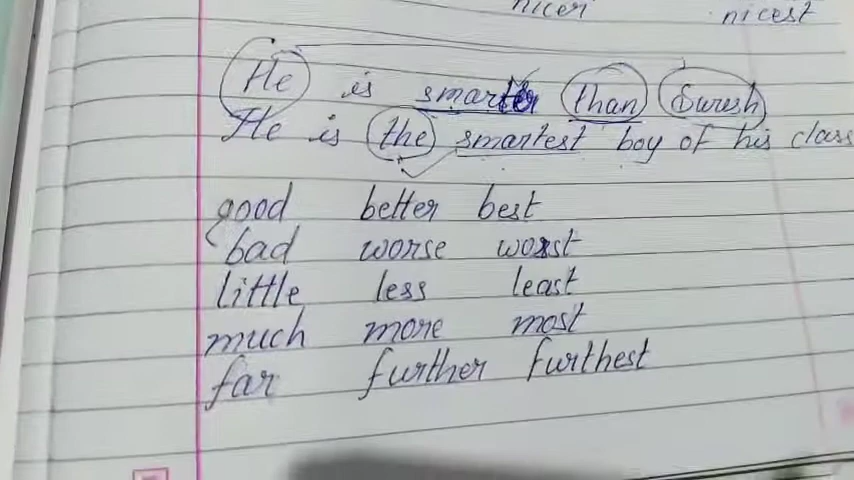 nicer nicest
He is smarter than Suresh
He is the smartest boy of his class
good better best
bad worse worst
little less least
much more most
far further furthest